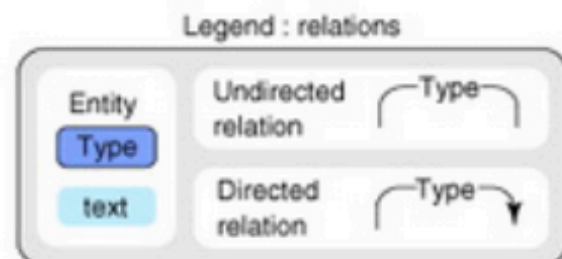 Legend : relations
Entity
Type
text
Undirected
relation
Type
Directed
relation
Type